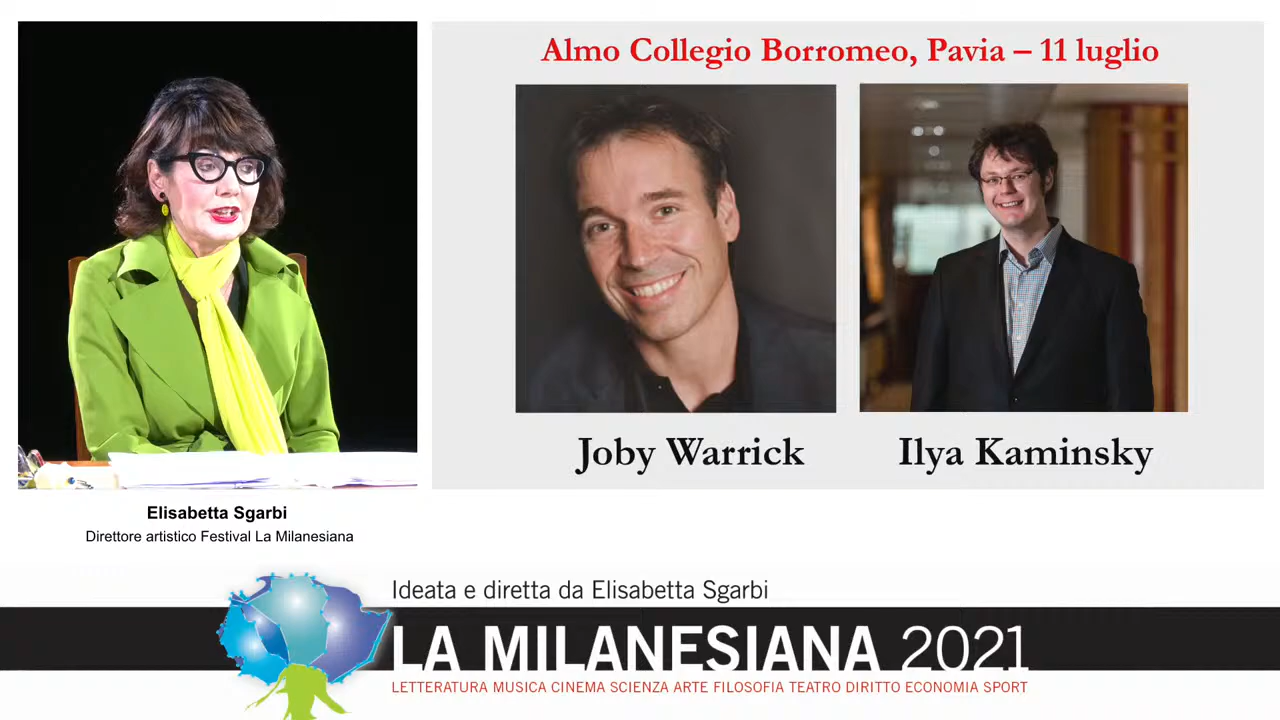 Almo Collegio Borromeo, Pavia – 11 luglio
Joby Warrick
Ilya Kaminsky
Elisabetta Sgarbi
Direttore artistico Festival La Milanesiana
Ideata e diretta da Elisabetta Sgarbi
LA MILANESIANA 2021
LETTERATURA MUSICA CINEMA SCIENZA ARTE FILOSOFIA TEATRO DIRITTO ECONOMIA SPORT